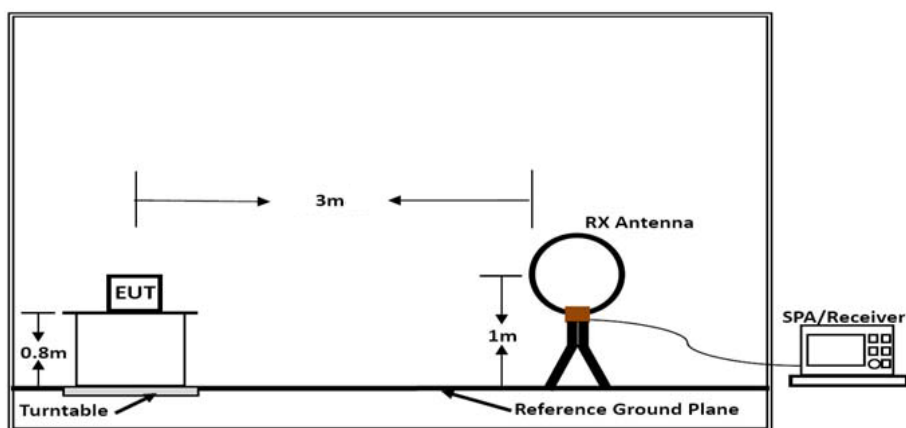 3m
RX Antenna
EUT
SPA/Receiver
0.8m
1m
Turntable
Reference Ground Plane